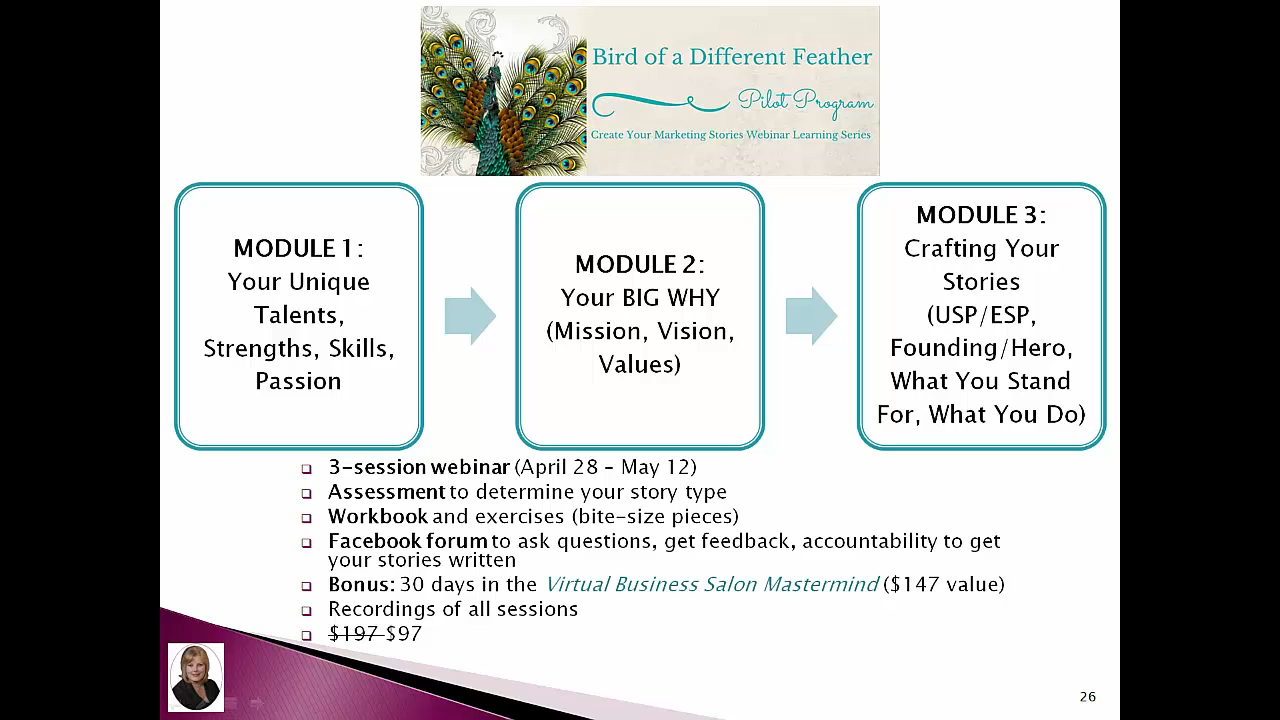 Bird of a Different Feather
Pilot Program
Create Your Marketing Stories Webinar Learning Series
MODULE 1:
Your Unique
Talents,
Strengths, Skills,
Passion
MODULE 2:
Your BIG WHY
(Mission, Vision,
Values)
MODULE 3:
Crafting Your
Stories
(USP/ESP,
Founding/Hero,
What You Stand
For, What You Do)
3-session webinar (April 28 – May 12)
Assessment to determine your story type
Workbook and exercises (bite-size pieces)
Facebook forum to ask questions, get feedback, accountability to get
your stories written
Bonus: 30 days in the Virtual Business Salon Mastermind ($147 value)
Recordings of all sessions
$197 $97
26